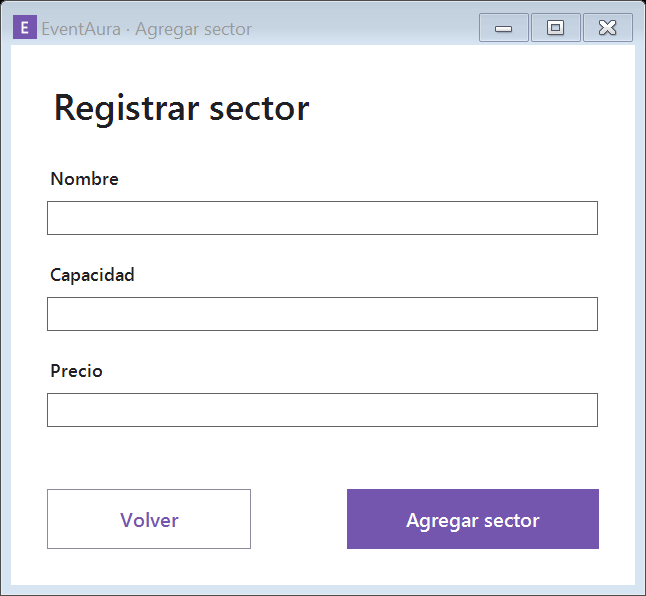 E EventAura · Agregar sector
Registrar sector
Nombre
Capacidad
Precio
Volver
Agregar sector